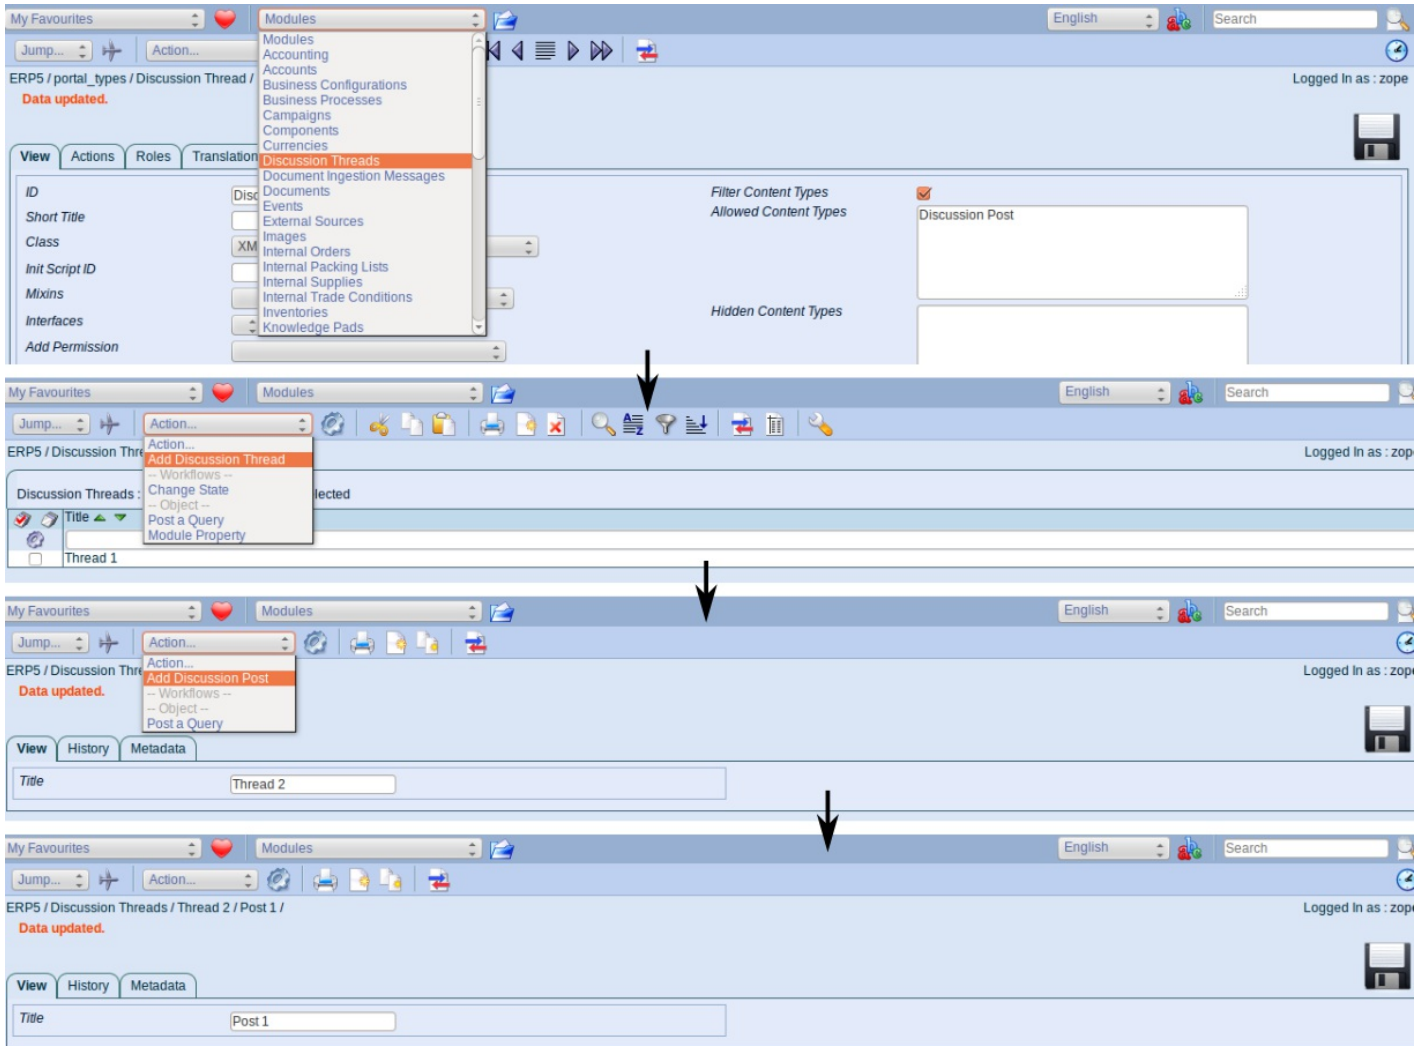 My Favourites Modules English Search
Jump... Action...
Modules
Accounting
Accounts
Business Configurations
Business Processes
Campaigns
Components
Currencies
Discussion Threads
Document Ingestion Messages
Documents
Events
External Sources
Images
Internal Orders
Internal Packing Lists
Internal Supplies
Internal Trade Conditions
Inventories
Knowledge Pads
ERP5 / portal_types / Discussion Thread / Logged In as : zope
Data updated.
View Actions Roles Translation
ID Disc
Short Title
Class XM
Init Script ID
Mixins
Interfaces
Add Permission
Filter Content Types
Allowed Content Types Discussion Post
Hidden Content Types
My Favourites Modules English Search
Jump... Action...
Action...
Add Discussion Thread
-- Workflows --
Change State
-- Object --
Post a Query
Module Property
ERP5 / Discussion Thre Logged In as : zope
Discussion Threads : lected
Title
Thread 1
My Favourites Modules English Search
Jump... Action...
Action...
Add Discussion Post
-- Workflows --
-- Object --
Post a Query
ERP5 / Discussion Thre Logged In as : zope
Data updated.
View History Metadata
Title Thread 2
My Favourites Modules English Search
Jump... Action...
ERP5 / Discussion Threads / Thread 2 / Post 1 / Logged In as : zope
Data updated.
View History Metadata
Title Post 1